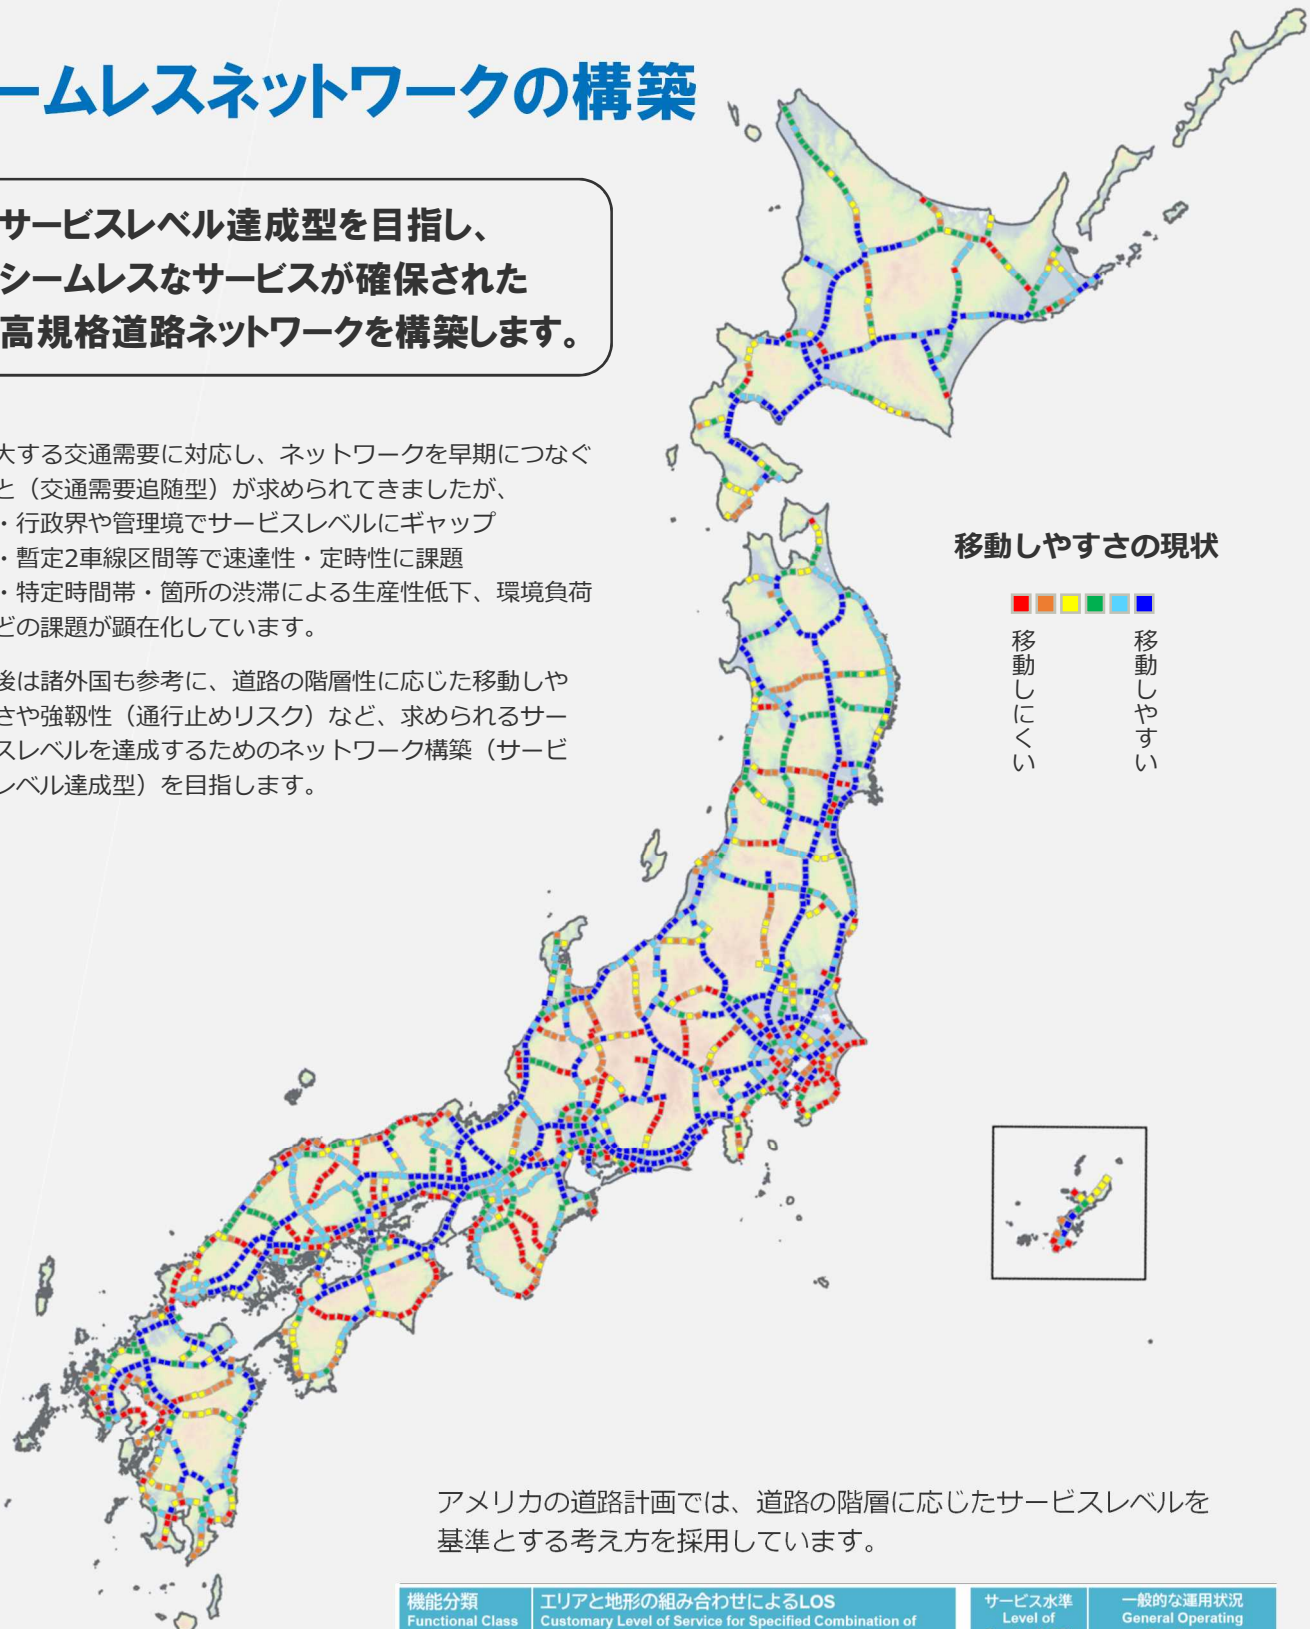 ームレスネットワークの構築
サービスレベル達成型を目指し、
シームレスなサービスが確保された
高規格道路ネットワークを構築します。
大する交通需要に対応し、ネットワークを早期につなぐ
と（交通需要追随型）が求められてきましたが、
・行政界や管理境でサービスレベルにギャップ
・暫定2車線区間等で速達性・定時性に課題
・特定時間帯・箇所の渋滞による生産性低下、環境負荷
どの課題が顕在化しています。
後は諸外国も参考に、道路の階層性に応じた移動しや
さや強靱性（通行止めリスク）など、求められるサー
スレベルを達成するためのネットワーク構築（サービ
レベル達成型）を目指します。
移動しやすさの現状
移動しにくい
移動しやすい
アメリカの道路計画では、道路の階層に応じたサービスレベルを
基準とする考え方を採用しています。
機能分類
Functional Class
エリアと地形の組み合わせによるLOS
Customary Level of Service for Specified Combination of
サービス水準
Level of
一般的な運用状況
General Operating